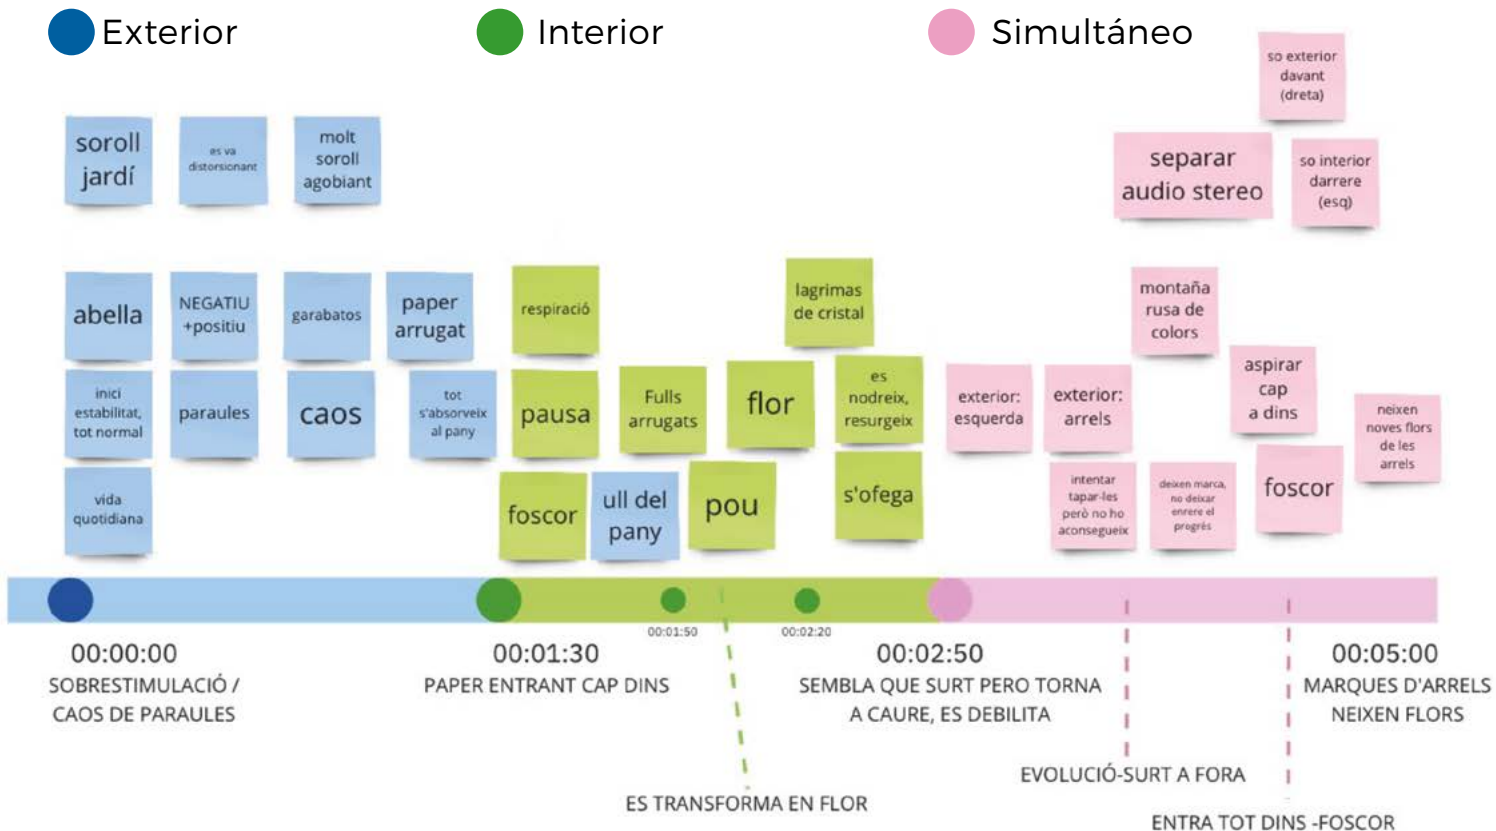 Exterior
Interior
Simultáneo
so exterior
davant
(dreta)
soroll
jardí
es va
distorsionant
molt
soroll
agobiant
separar
audio stereo
so interior
darrere
(esq)
abella
NEGATIU
+positiu
garabatos
paper
arrugat
respiració
lagrimas
de cristal
montaña
rusa de
colors
inici
estabilitat,
tot normal
paraules
caos
tot
s'absorveix
al pany
pausa
Fulls
arrugats
flor
es
nodreix,
resurgeix
exterior:
esquerda
exterior:
arrels
aspirar
cap
a dins
neixen
noves flors
de les
arrels
vida
quotidiana
foscor
ull del
pany
pou
s'ofega
intentar
tapar-les
però no ho
aconsegueix
deixen marca,
no deixar
enrere el
progrés
foscor
00:01:50
00:02:20
00:00:00
SOBRESTIMULACIÓ /
CAOS DE PARAULES
00:01:30
PAPER ENTRANT CAP DINS
00:02:50
SEMBLA QUE SURT PERO TORNA
A CAURE, ES DEBILITA
00:05:00
MARQUES D'ARRELS
NEIXEN FLORS
EVOLUCIÓ-SURT A FORA
ES TRANSFORMA EN FLOR
ENTRA TOT DINS -FOSCOR